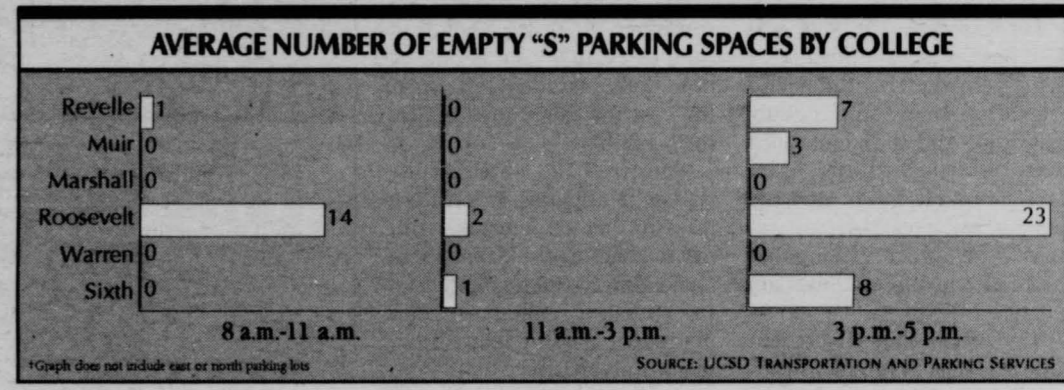 AVERAGE NUMBER OF EMPTY “S” PARKING SPACES BY COLLEGE
Revelle 1 0 7
Muir 0 0 3
Marshall 0 0 0
Roosevelt 14 2 23
Warren 0 0 0
Sixth 0 1 8
8 a.m.-11 a.m. 11 a.m.-3 p.m. 3 p.m.-5 p.m.
†Graph does not include east or north parking lots SOURCE: UCSD TRANSPORTATION AND PARKING SERVICES